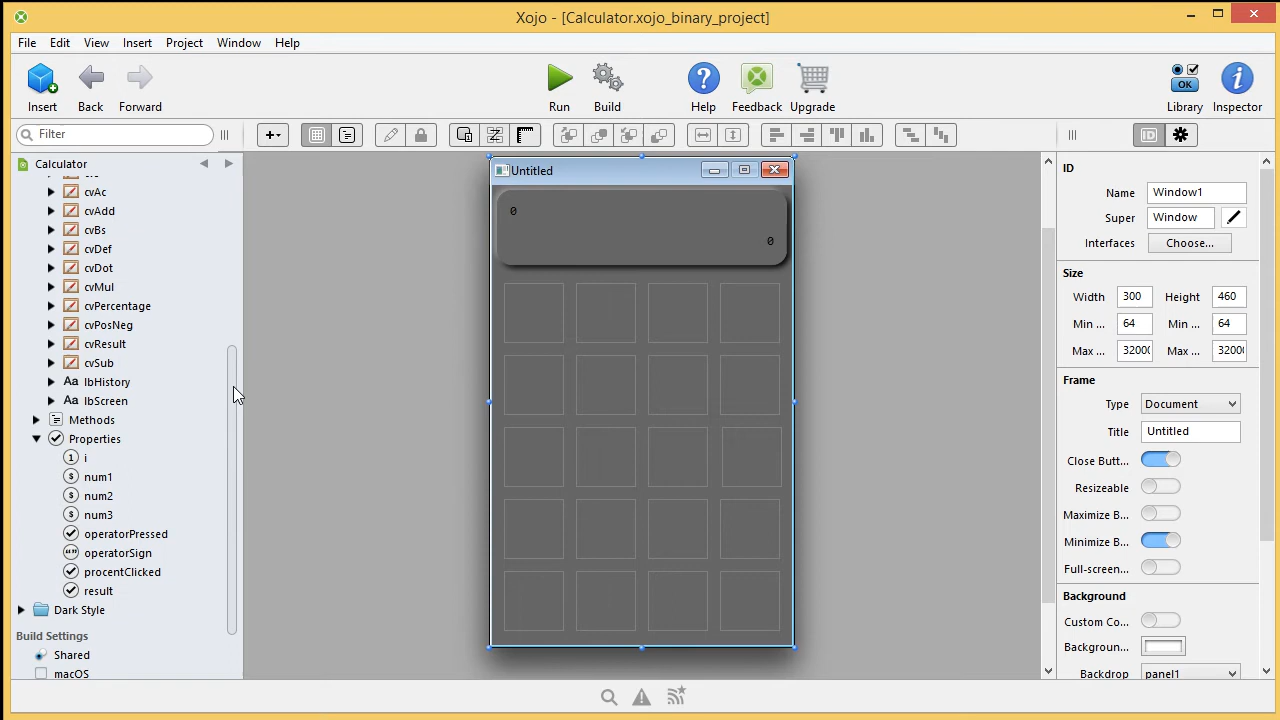 Xojo - [Calculator.xojo_binary_project]
File Edit View Insert Project Window Help
Insert Back Forward Run Build Help Feedback Upgrade OK Library Inspector
Filter
ID
Calculator
cvAc
cvAdd
cvBs
cvDef
cvDot
cvMul
cvPercentage
cvPosNeg
cvResult
cvSub
lbHistory
lbScreen
Methods
Properties
i
num1
num2
num3
operatorPressed
operatorSign
procentClicked
result
Dark Style
Build Settings
Shared
macOS
Untitled
0
0
ID
Name Window1
Super Window
Interfaces Choose...
Size
Width 300 Height 460
Min ... 64 Min ... 64
Max ... 32000 Max ... 3200
Frame
Type Document
Title Untitled
Close Butt...
Resizeable
Maximize B...
Minimize B...
Full-screen...
Background
Custom Co...
Backgroun...
Backdrop panel1